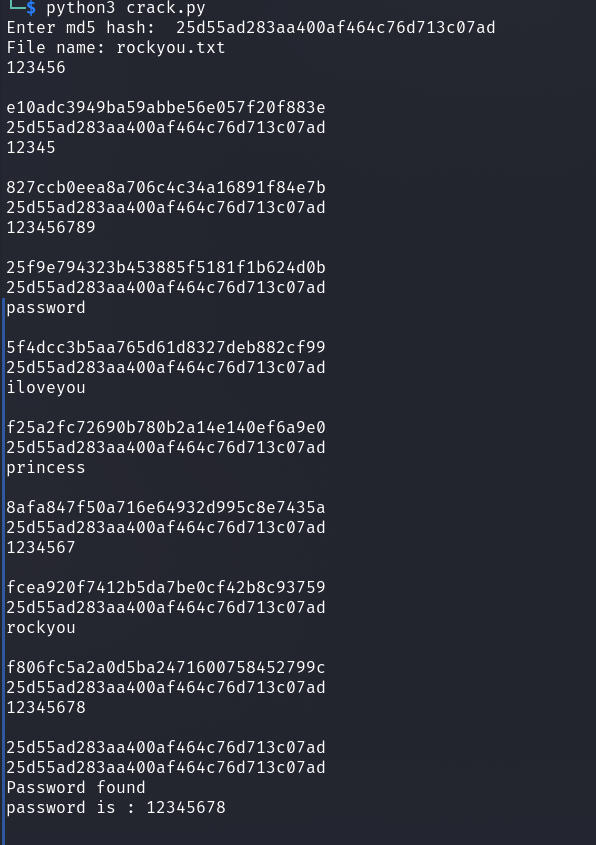 └─$ python3 crack.py
Enter md5 hash:  25d55ad283aa400af464c76d713c07ad
File name: rockyou.txt
123456
e10adc3949ba59abbe56e057f20f883e
25d55ad283aa400af464c76d713c07ad
12345
827ccb0eea8a706c4c34a16891f84e7b
25d55ad283aa400af464c76d713c07ad
123456789
25f9e794323b453885f5181f1b624d0b
25d55ad283aa400af464c76d713c07ad
password
5f4dcc3b5aa765d61d8327deb882cf99
25d55ad283aa400af464c76d713c07ad
iloveyou
f25a2fc72690b780b2a14e140ef6a9e0
25d55ad283aa400af464c76d713c07ad
princess
8afa847f50a716e64932d995c8e7435a
25d55ad283aa400af464c76d713c07ad
1234567
fcea920f7412b5da7be0cf42b8c93759
25d55ad283aa400af464c76d713c07ad
rockyou
f806fc5a2a0d5ba2471600758452799c
25d55ad283aa400af464c76d713c07ad
12345678
25d55ad283aa400af464c76d713c07ad
25d55ad283aa400af464c76d713c07ad
Password found
password is : 12345678